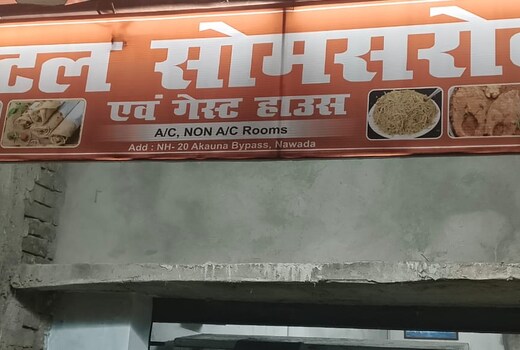 टल सोमसरो
एवं गेस्ट हाउस
A/C, NON A/C Rooms
Add : NH- 20 Akauna Bypass, Nawada